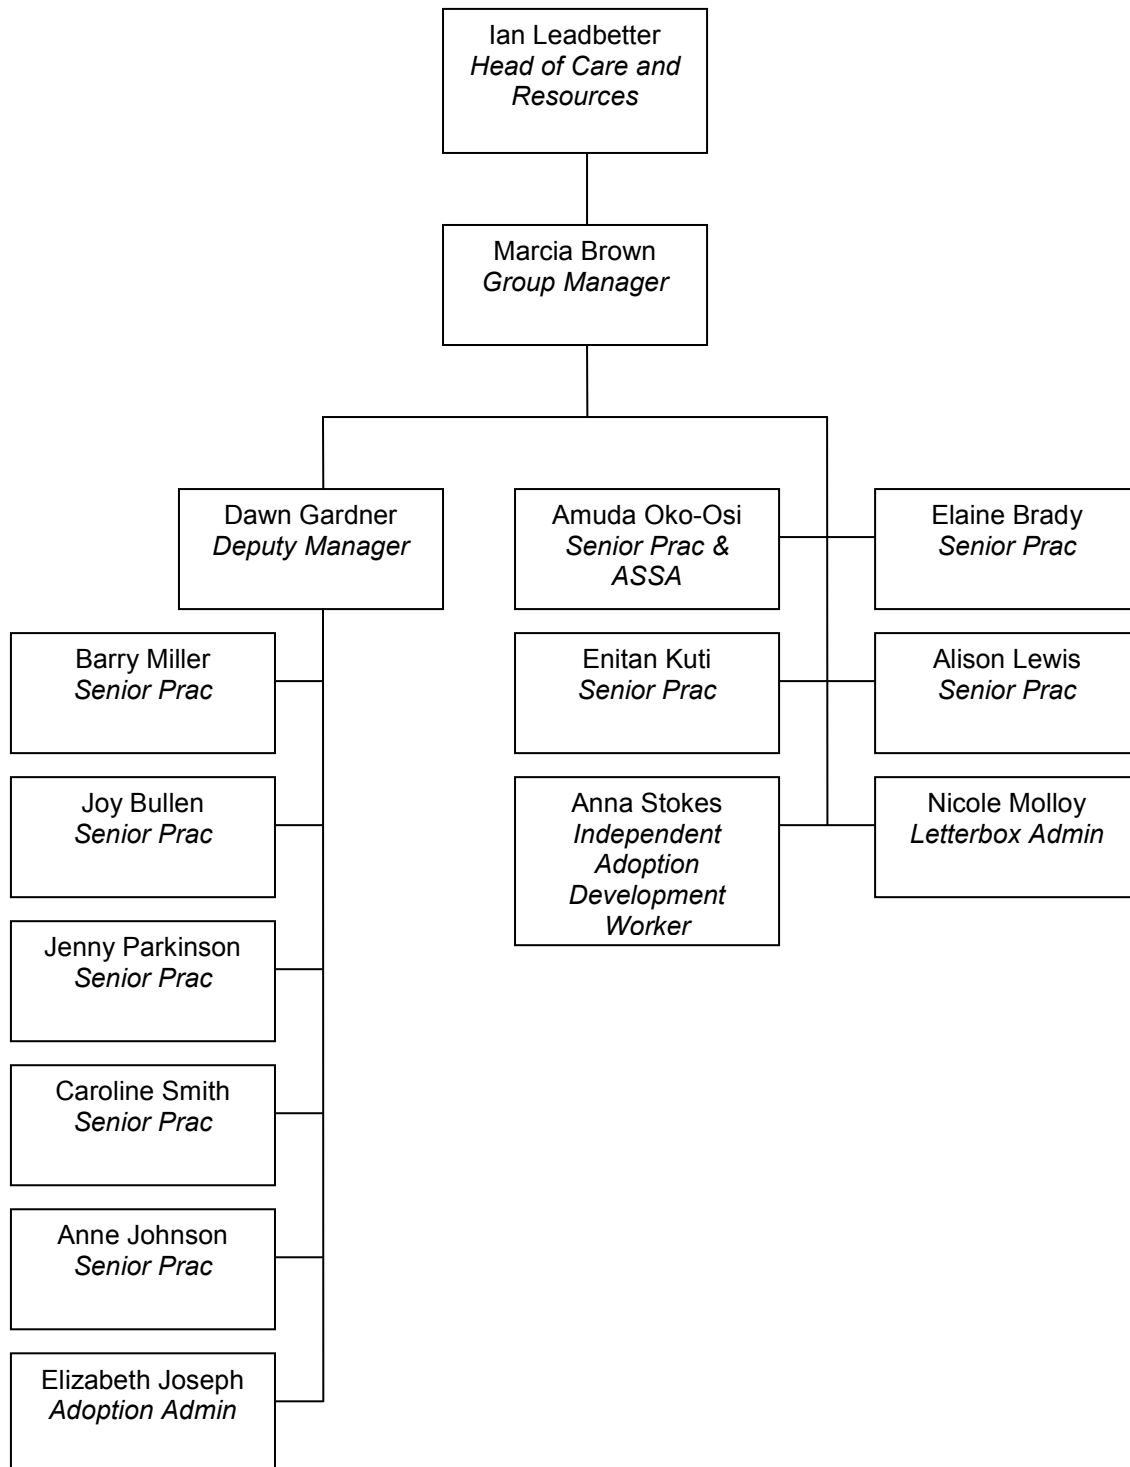 Ian Leadbetter
Head of Care and
Resources
Marcia Brown
Group Manager
Dawn Gardner
Deputy Manager
Amuda Oko-Osi
Senior Prac &
ASSA
Elaine Brady
Senior Prac
Barry Miller
Senior Prac
Enitan Kuti
Senior Prac
Alison Lewis
Senior Prac
Joy Bullen
Senior Prac
Anna Stokes
Independent
Adoption
Development
Worker
Nicole Molloy
Letterbox Admin
Jenny Parkinson
Senior Prac
Caroline Smith
Senior Prac
Anne Johnson
Senior Prac
Elizabeth Joseph
Adoption Admin